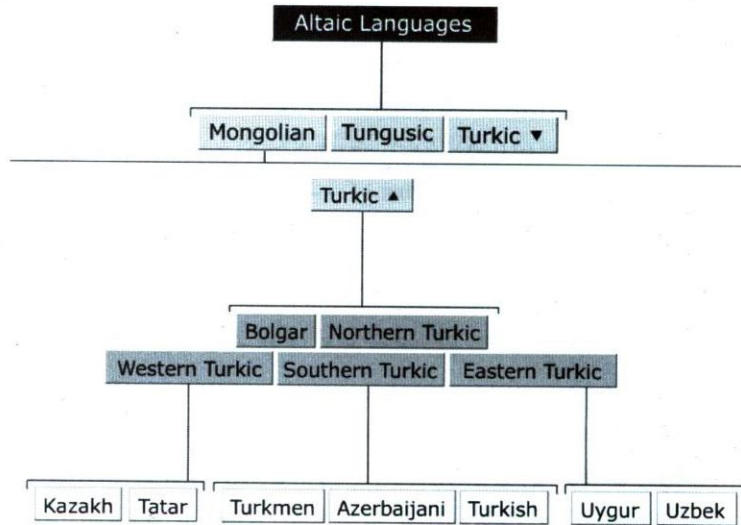 Altaic Languages
Mongolian Tungusic Turkic ▼
Turkic ▲
Bolgar Northern Turkic
Western Turkic Southern Turkic Eastern Turkic
Kazakh Tatar Turkmen Azerbaijani Turkish Uygur Uzbek